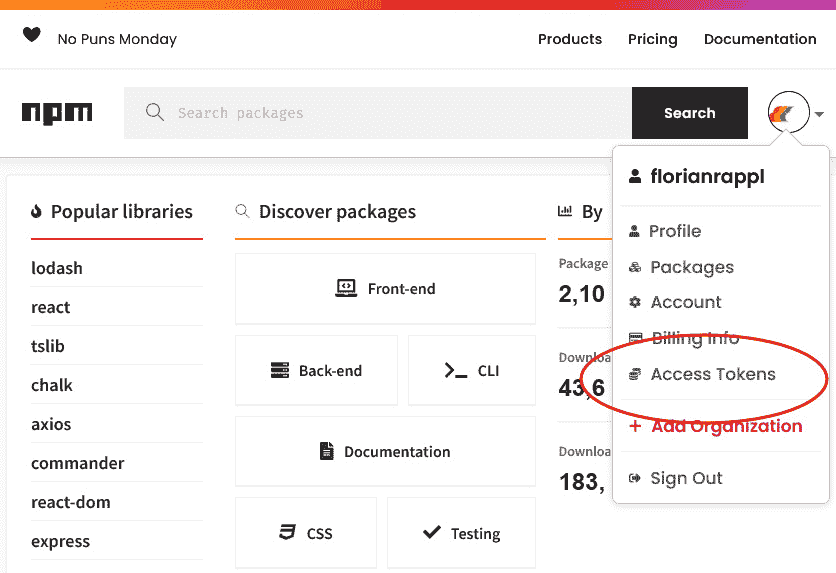 No Puns Monday
Products
Pricing
Documentation
npm
Search packages
Search
florianrappl
Profile
Packages
Account
Billing Info
Access Tokens
Add Organization
Sign Out
Popular libraries
lodash
react
tslib
chalk
axios
commander
react-dom
express
Discover packages
Front-end
Back-end
CLI
Documentation
CSS
Testing
By
Package
2,10
Downloa
43,6
Downloa
183,